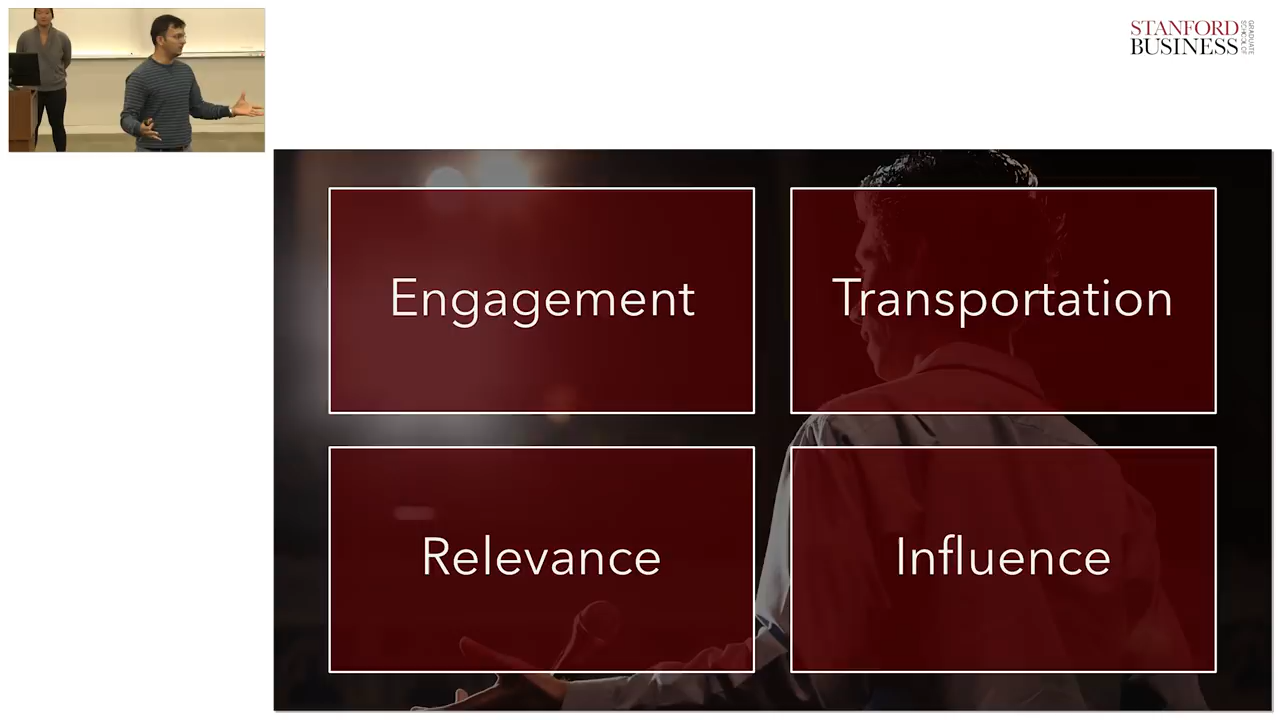 STANFORD
BUSINESS
GRADUATE
SCHOOL OF
Engagement
Transportation
Relevance
Influence